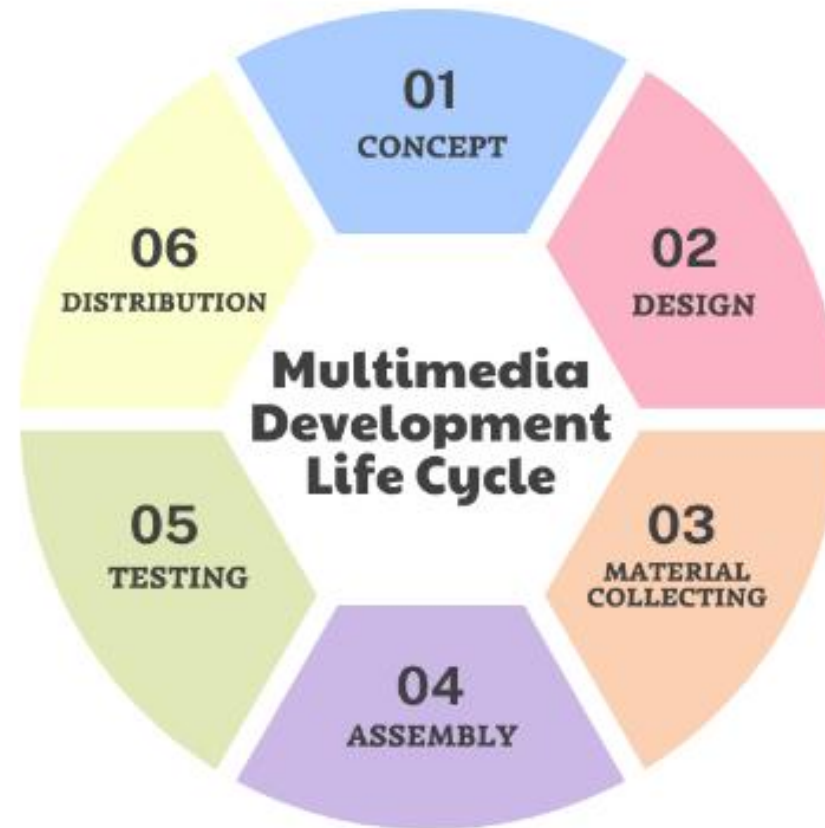 01
CONCEPT
02
DESIGN
03
MATERIAL
COLLECTING
04
ASSEMBLY
05
TESTING
06
DISTRIBUTION
Multimedia
Development
Life Cycle